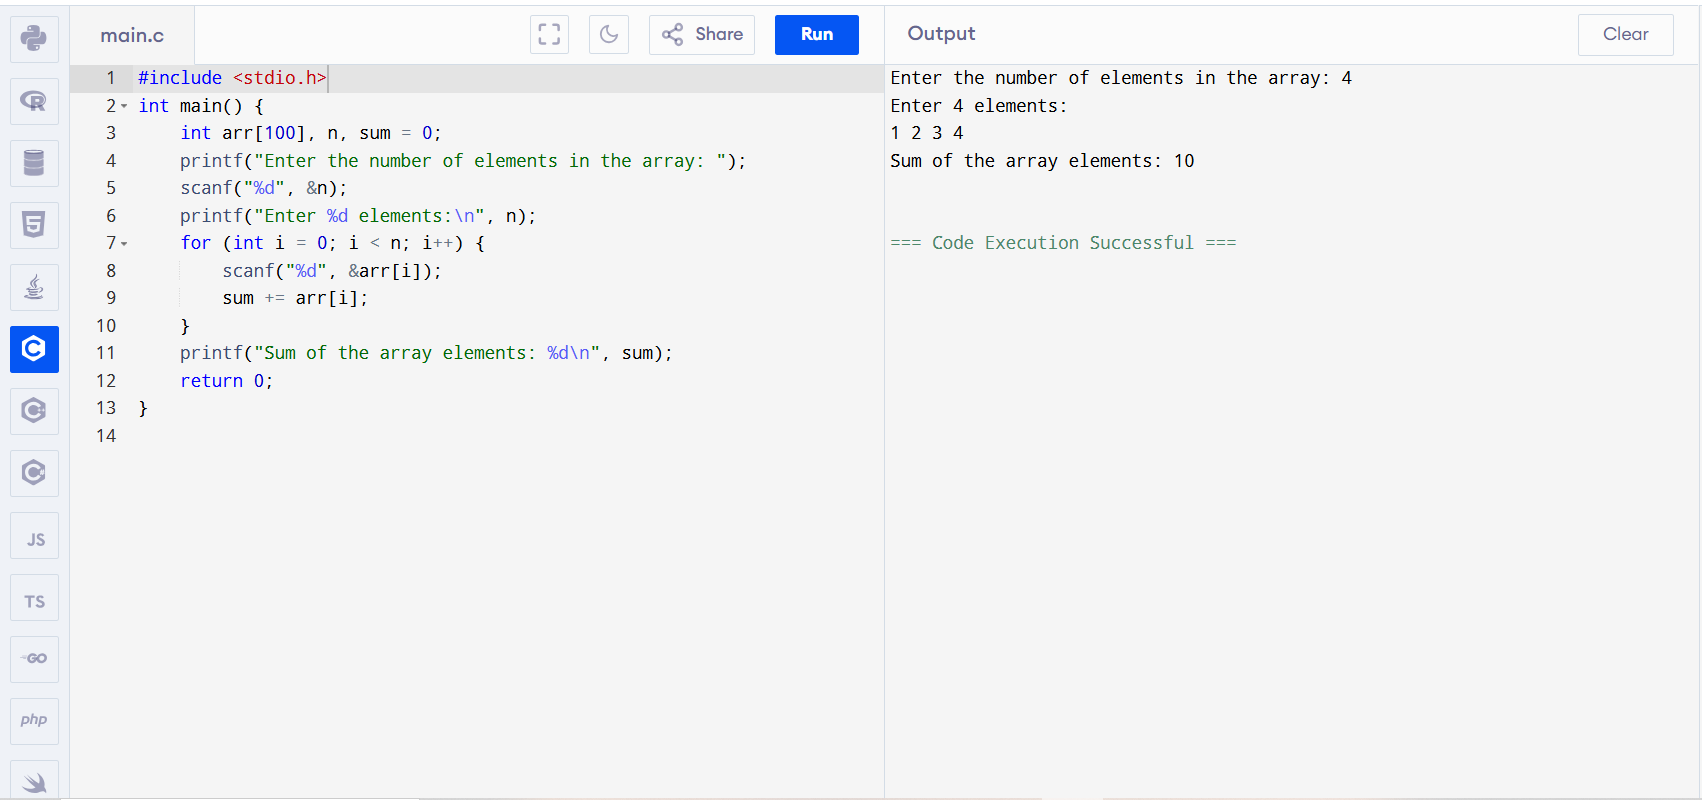 main.c
Share
Run
Output
Clear
1 #include <stdio.h>
2 int main() {
3     int arr[100], n, sum = 0;
4     printf("Enter the number of elements in the array: ");
5     scanf("%d", &n);
6     printf("Enter %d elements:\n", n);
7     for (int i = 0; i < n; i++) {
8         scanf("%d", &arr[i]);
9         sum += arr[i];
10     }
11     printf("Sum of the array elements: %d\n", sum);
12     return 0;
13 }
14
Enter the number of elements in the array: 4
Enter 4 elements:
1 2 3 4
Sum of the array elements: 10
=== Code Execution Successful ===
R
5
C
C
C
JS
TS
GO
php